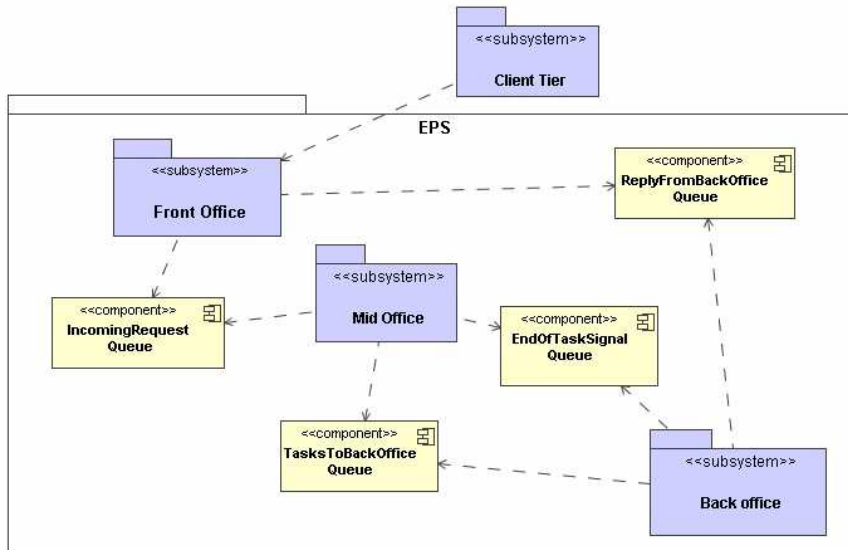 <<subsystem>>
Client Tier
EPS
<<subsystem>>
Front Office
<<component>>
ReplyFromBackOffice
Queue
<<subsystem>>
Mid Office
<<component>>
IncomingRequest
Queue
<<component>>
EndOfTaskSignal
Queue
<<component>>
TasksToBackOffice
Queue
<<subsystem>>
Back office